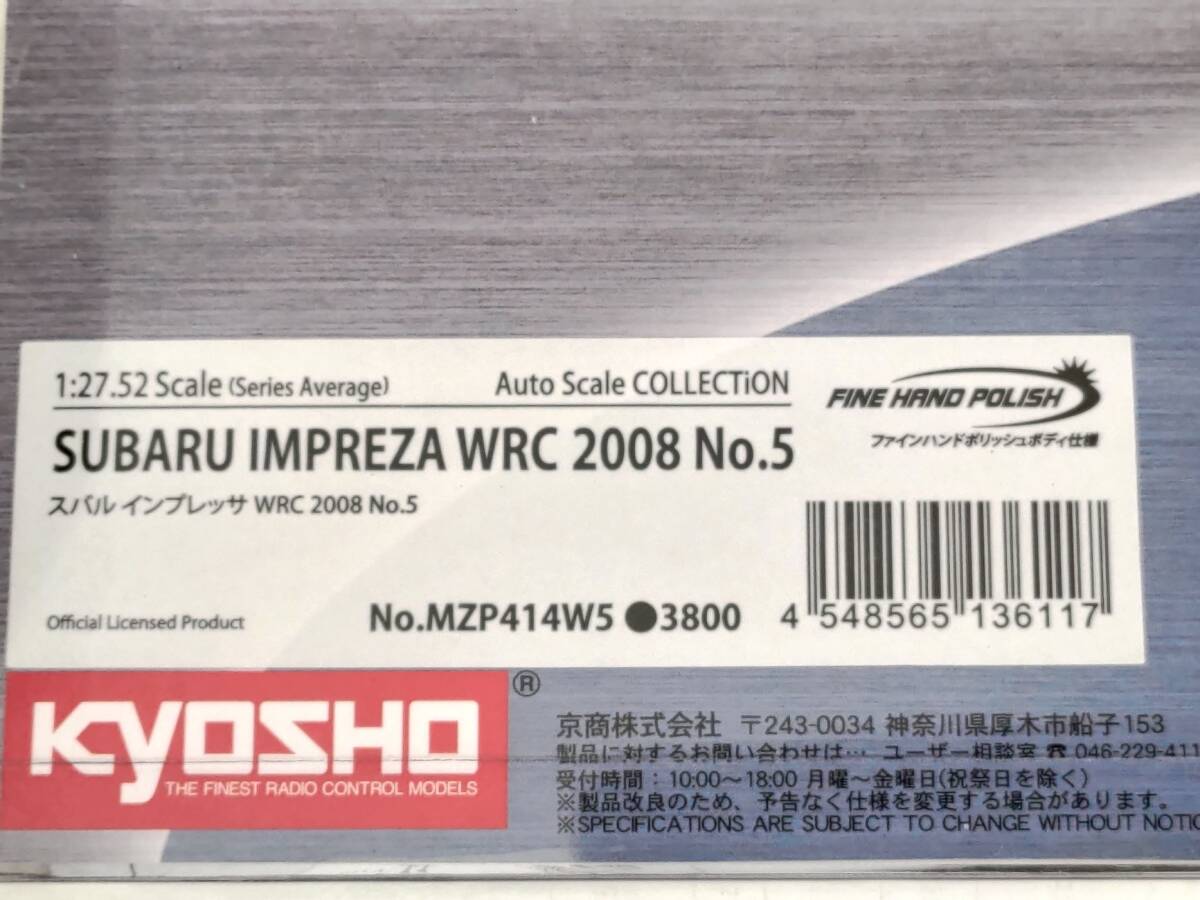 1:27.52 Scale (Series Average) Auto Scale COLLECTiON
FINE HAND POLISH
ファインハンドポリッシュボディ仕様
SUBARU IMPREZA WRC 2008 No.5
スバル インプレッサ WRC 2008 No.5
Official Licensed Product No.MZP414W5 ●3800
4 548565 136117
KYOSHO ®
THE FINEST RADIO CONTROL MODELS
京商株式会社 〒243-0034 神奈川県厚木市船子153
製品に対するお問い合わせは… ユーザー相談室 ☎ 046-229-411
受付時間：10:00～18:00 月曜～金曜日(祝祭日を除く)
※製品改良のため、予告なく仕様を変更する場合があります。
※SPECIFICATIONS ARE SUBJECT TO CHANGE WITHOUT NOTIC